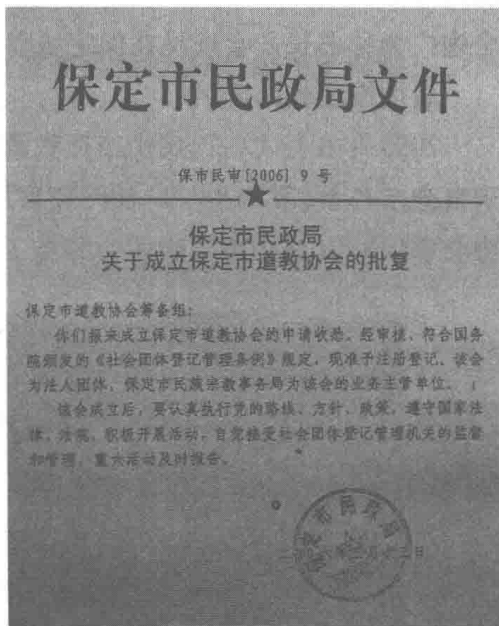 保定市民政局文件
保市民审[2006] 9 号
保定市民政局
关于成立保定市道教协会的批复
保定市道教协会筹备组：
你们报来成立保定市道教协会的申请收悉。经审核，符合国务
院颁发的《社会团体登记管理条例》规定，现准予注册登记，该会
为法人团体，保定市民族宗教事务局为该会的业务主管单位。
该会成立后，要认真执行党的路线、方针、政策，遵守国家法
律、法规，积极开展活动，自觉接受社会团体登记管理机关的监督
和管理，重大活动及时报告。
保定市民政局